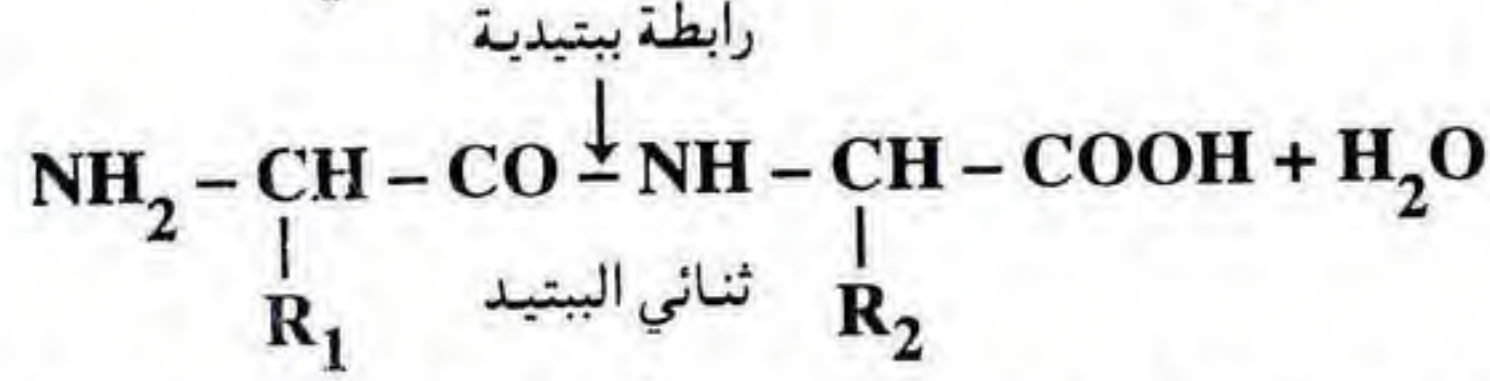 رابطة ببتيدية
NH₂ – CH – CO – NH – CH – COOH + H₂O
ثنائي الببتيد
R₁ R₂